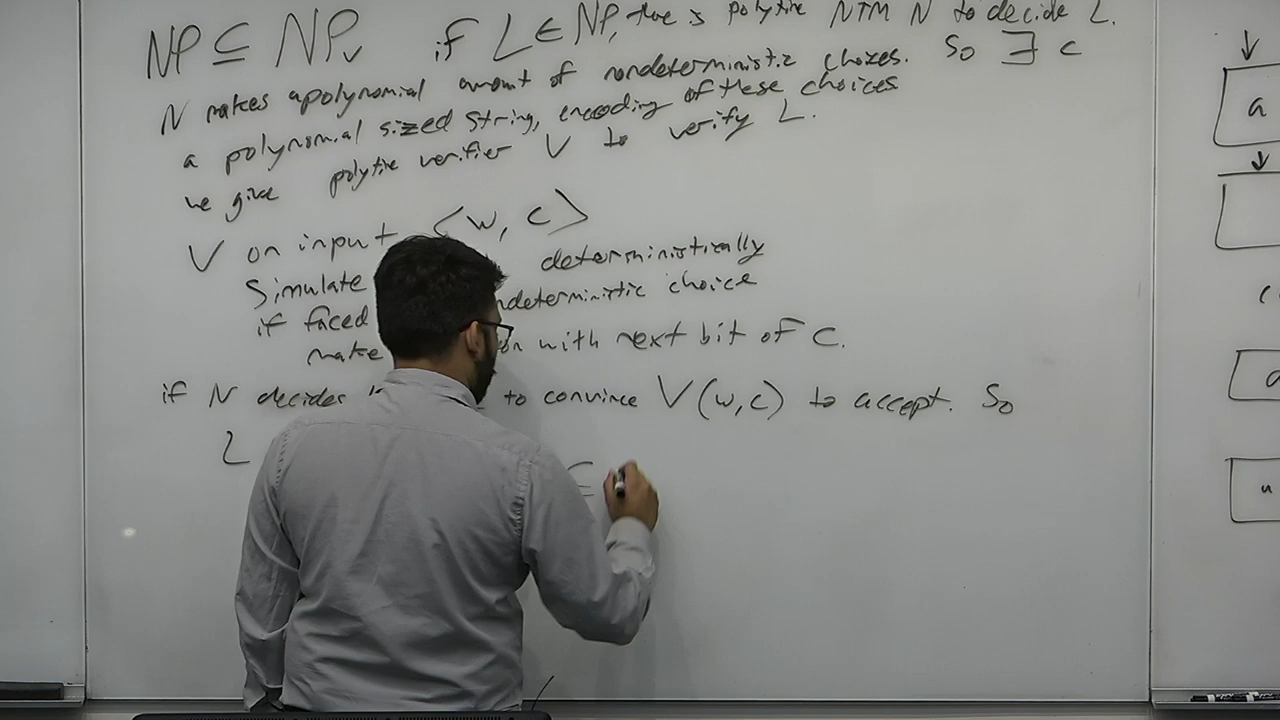 NP ⊆ NPv if L ∈ NP, there is polytime NTM N to decide L.
N makes a polynomial amount of nondeterministic choices. So ∃ c
a polynomial sized string, encoding of these choices
we give polytime verifier V to verify L.
V on input <w, c>
Simulate deterministically
if faced ndeterministic choice
make on with next bit of c.
if N decides to convince V(w,c) to accept. So
L ∈
a